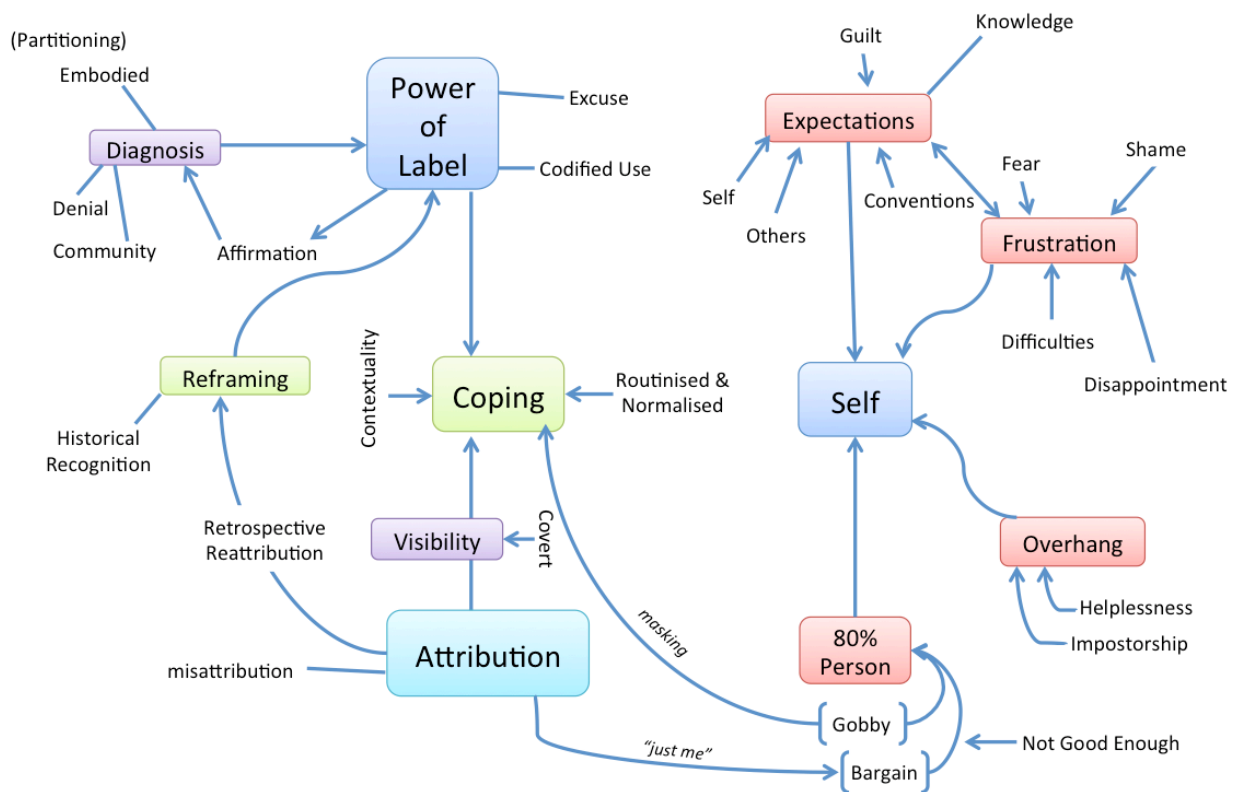 Knowledge
Guilt
(Partitioning)
Embodied
Power
of
Label
Excuse
Expectations
Diagnosis
Shame
Fear
Codified Use
Self
Conventions
Denial
Others
Frustration
Community
Affirmation
Difficulties
Contextuality
Reframing
Coping
Routinised &
Normalised
Self
Disappointment
Historical
Recognition
Retrospective
Reattribution
Visibility
Covert
Overhang
Helplessness
masking
80%
Person
Impostorship
Attribution
misattribution
Gobby
"just me"
Not Good Enough
Bargain